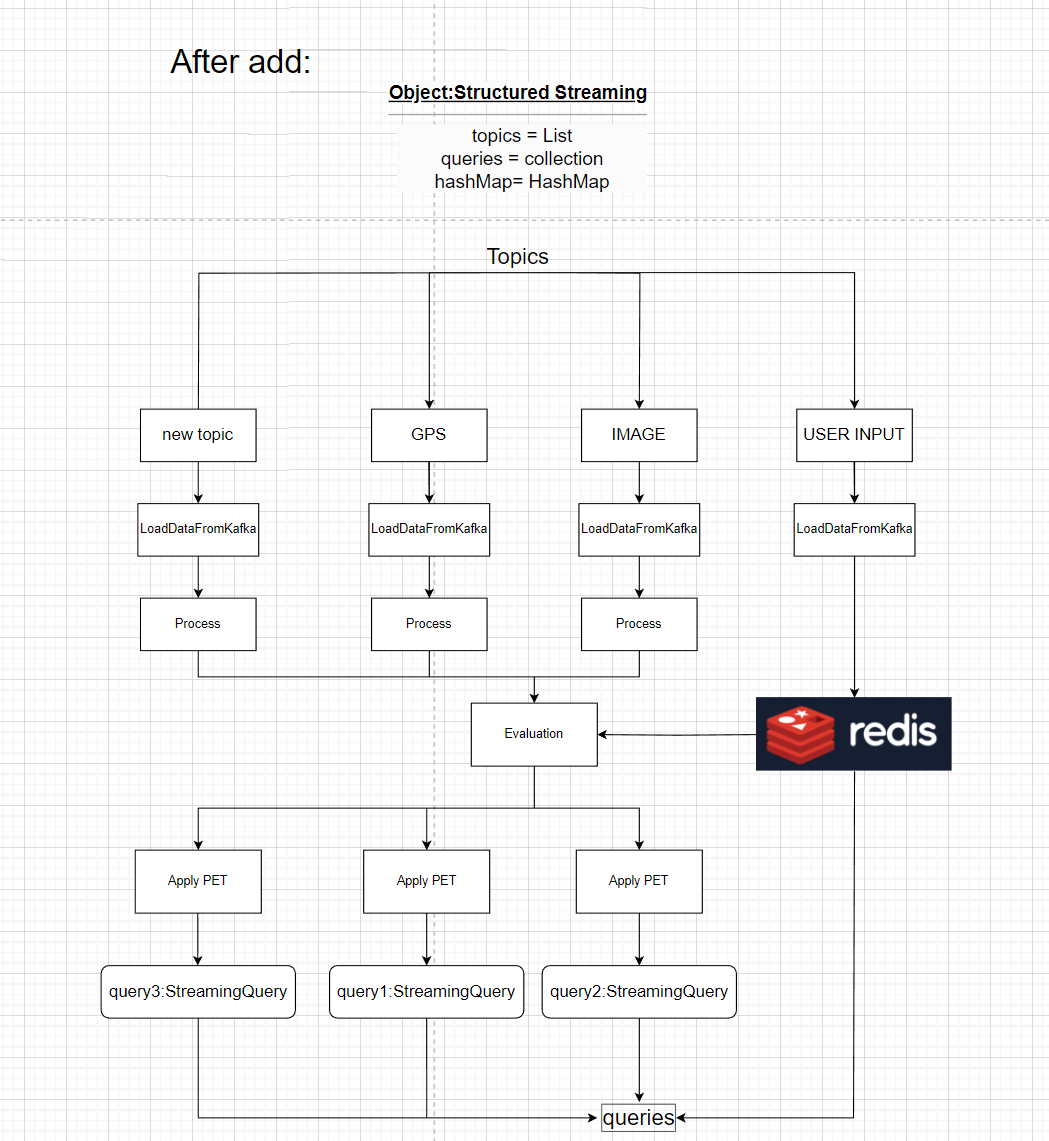 After add:
Object:Structured Streaming
topics = List
queries = collection
hashMap= HashMap
Topics
new topic
GPS
IMAGE
USER INPUT
LoadDataFromKafka
LoadDataFromKafka
LoadDataFromKafka
LoadDataFromKafka
Process
Process
Process
Evaluation
redis
Apply PET
Apply PET
Apply PET
query3:StreamingQuery
query1:StreamingQuery
query2:StreamingQuery
queries